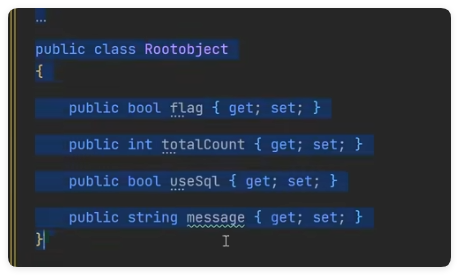 public class Rootobject
{
public bool flag { get; set; }
public int totalCount { get; set; }
public bool useSql { get; set; }
public string message { get; set; }
}